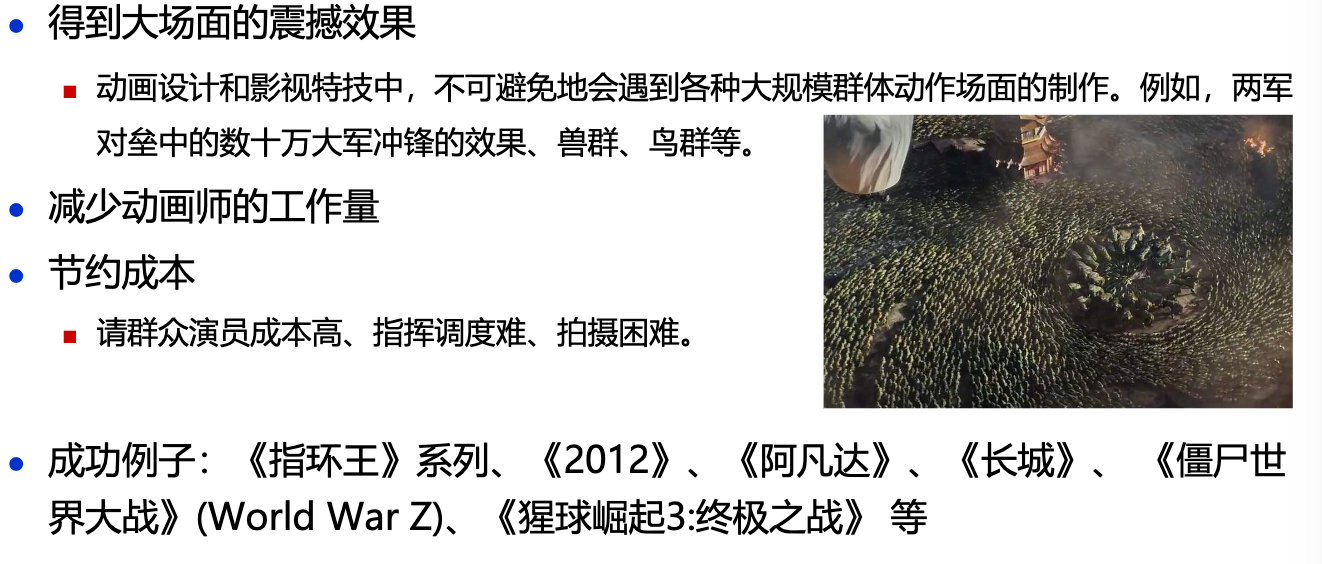 得到大场面的震撼效果
动画设计和影视特技中，不可避免地会遇到各种大规模群体动作场面的制作。例如，两军
对垒中的数十万大军冲锋的效果、兽群、鸟群等。
减少动画师的工作量
节约成本
请群众演员成本高、指挥调度难、拍摄困难。
成功例子：《指环王》系列、《2012》、《阿凡达》、《长城》、《僵尸世
界大战》(World War Z)、《猩球崛起3:终极之战》 等